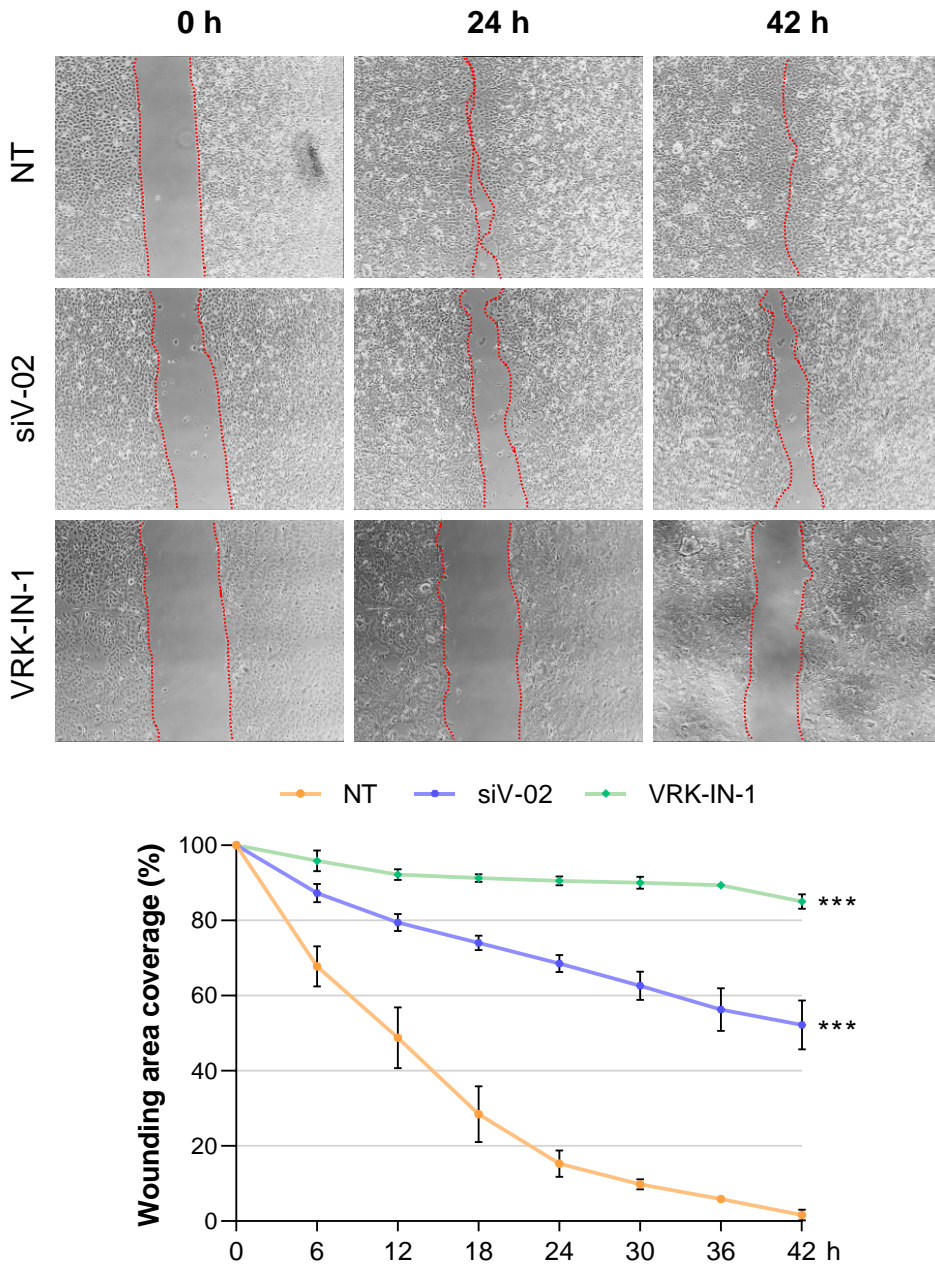 0 h 24 h 42 h
NT
siV-02
VRK-IN-1
NT siV-02 VRK-IN-1
Wounding area coverage (%)
100
80
60
40
20
0
***
***
0 6 12 18 24 30 36 42 h